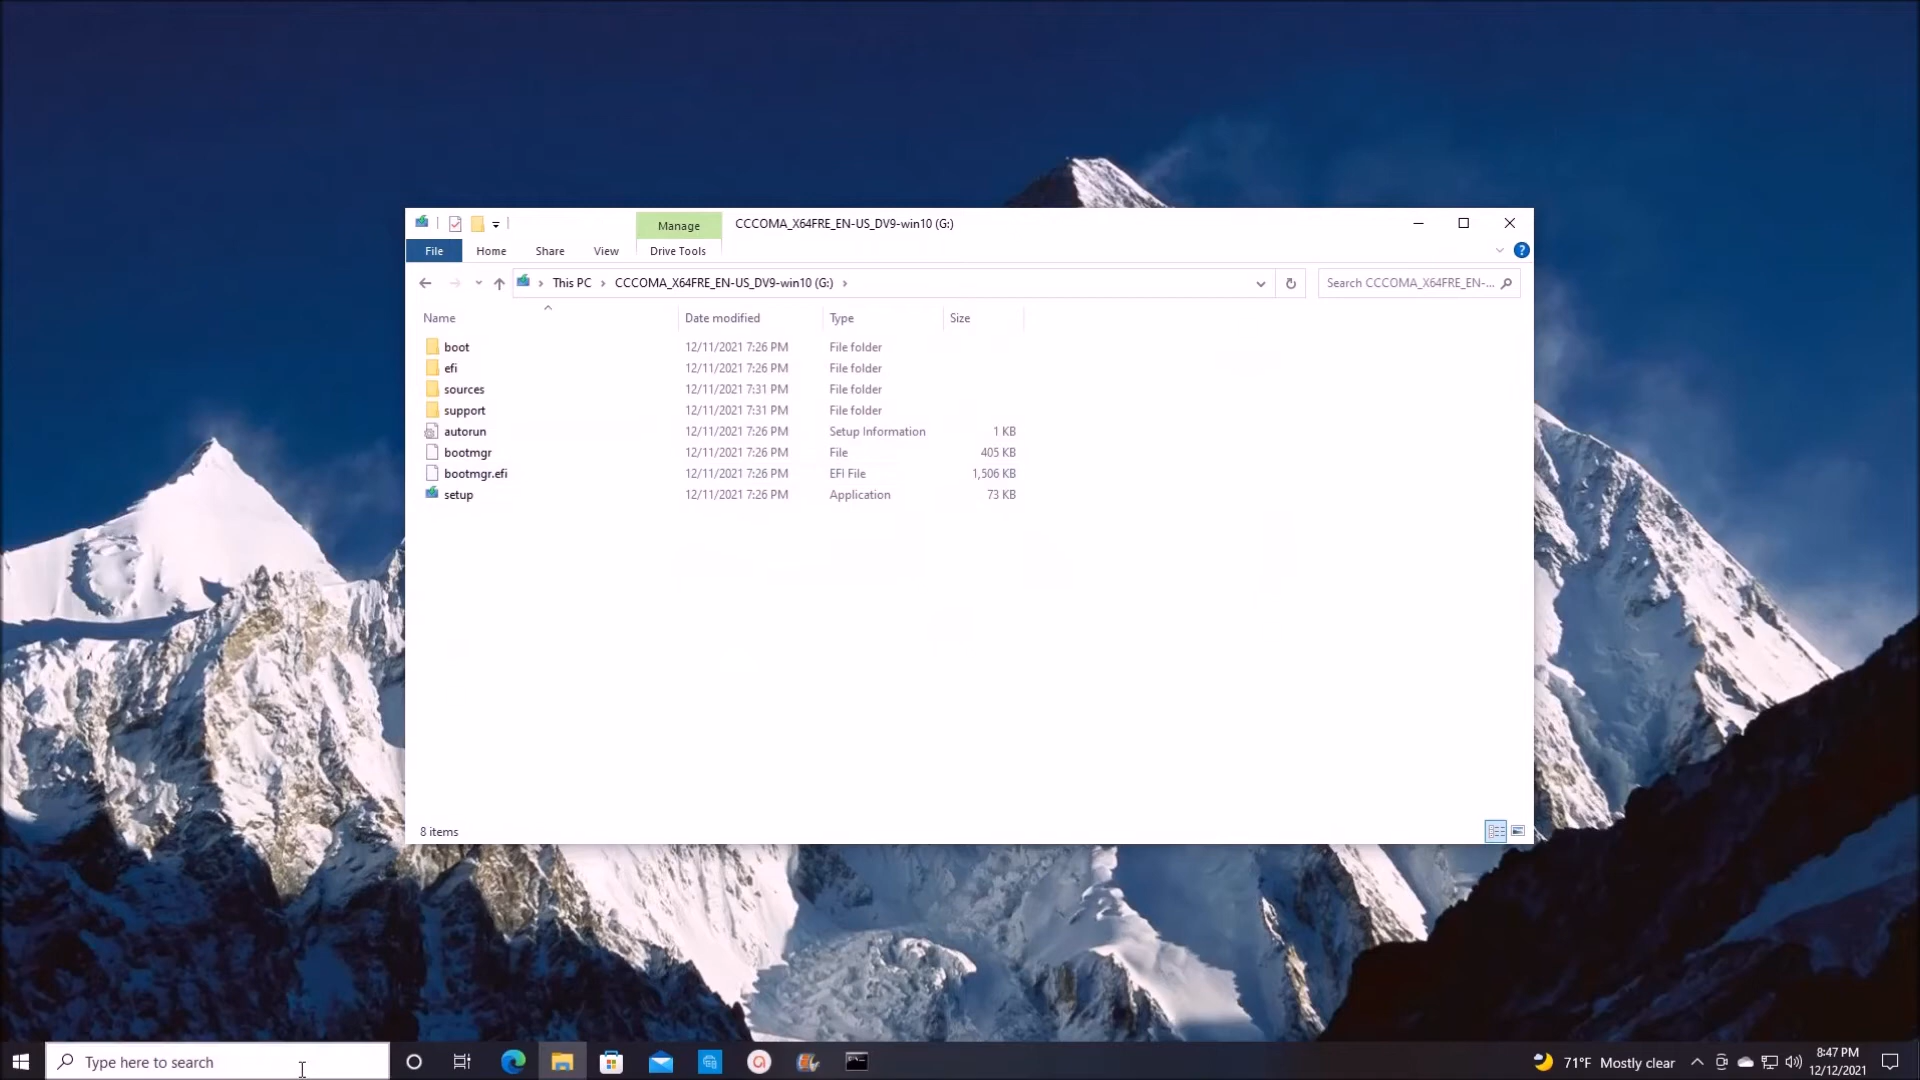 Manage CCCOMA_X64FRE_EN-US_DV9-win10 (G:)
File Home Share View Drive Tools
This PC CCCOMA_X64FRE_EN-US_DV9-win10 (G:) Search CCCOMA_X64FRE_EN-...
Name Date modified Type Size
boot 12/11/2021 7:26 PM File folder
efi 12/11/2021 7:26 PM File folder
sources 12/11/2021 7:31 PM File folder
support 12/11/2021 7:31 PM File folder
autorun 12/11/2021 7:26 PM Setup Information 1 KB
bootmgr 12/11/2021 7:26 PM File 405 KB
bootmgr.efi 12/11/2021 7:26 PM EFI File 1,506 KB
setup 12/11/2021 7:26 PM Application 73 KB
8 items
Type here to search 71°F Mostly clear 8:47 PM
12/12/2021